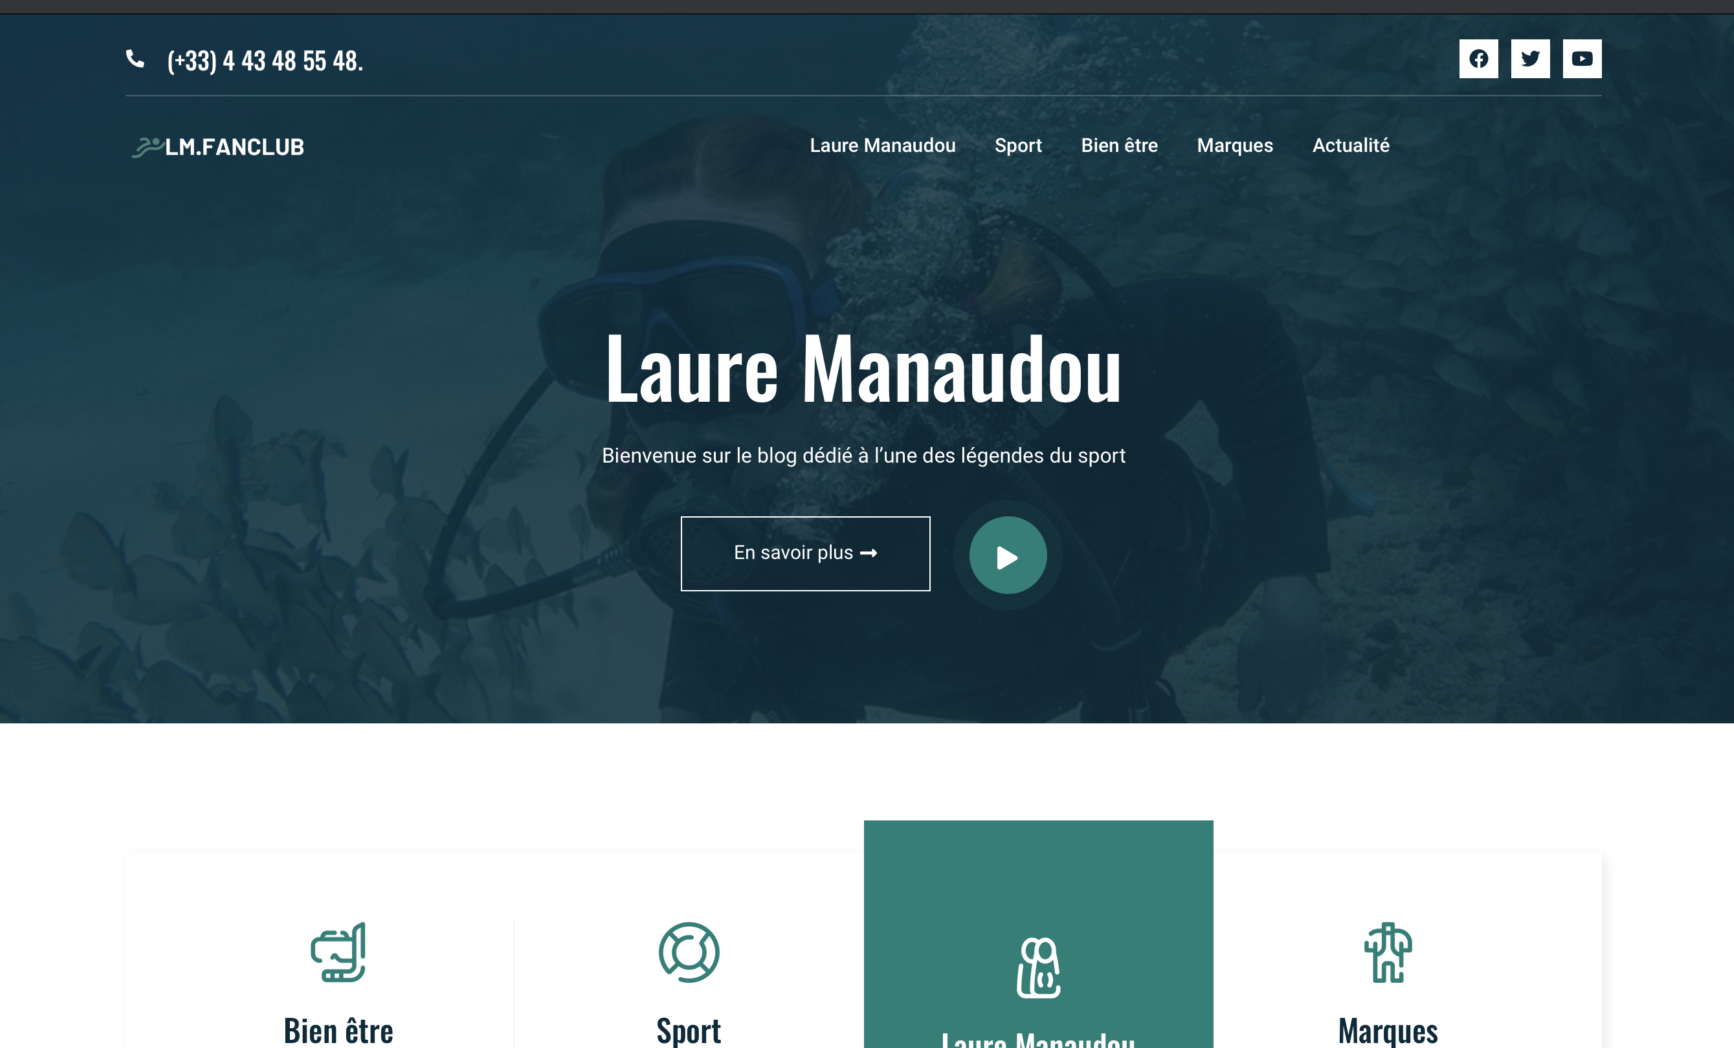 (+33) 4 43 48 55 48.
LM.FANCLUB
Laure Manaudou Sport Bien être Marques Actualité
Laure Manaudou
Bienvenue sur le blog dédié à l’une des légendes du sport
En savoir plus
Bien être
Sport
Laure Manaudou
Marques